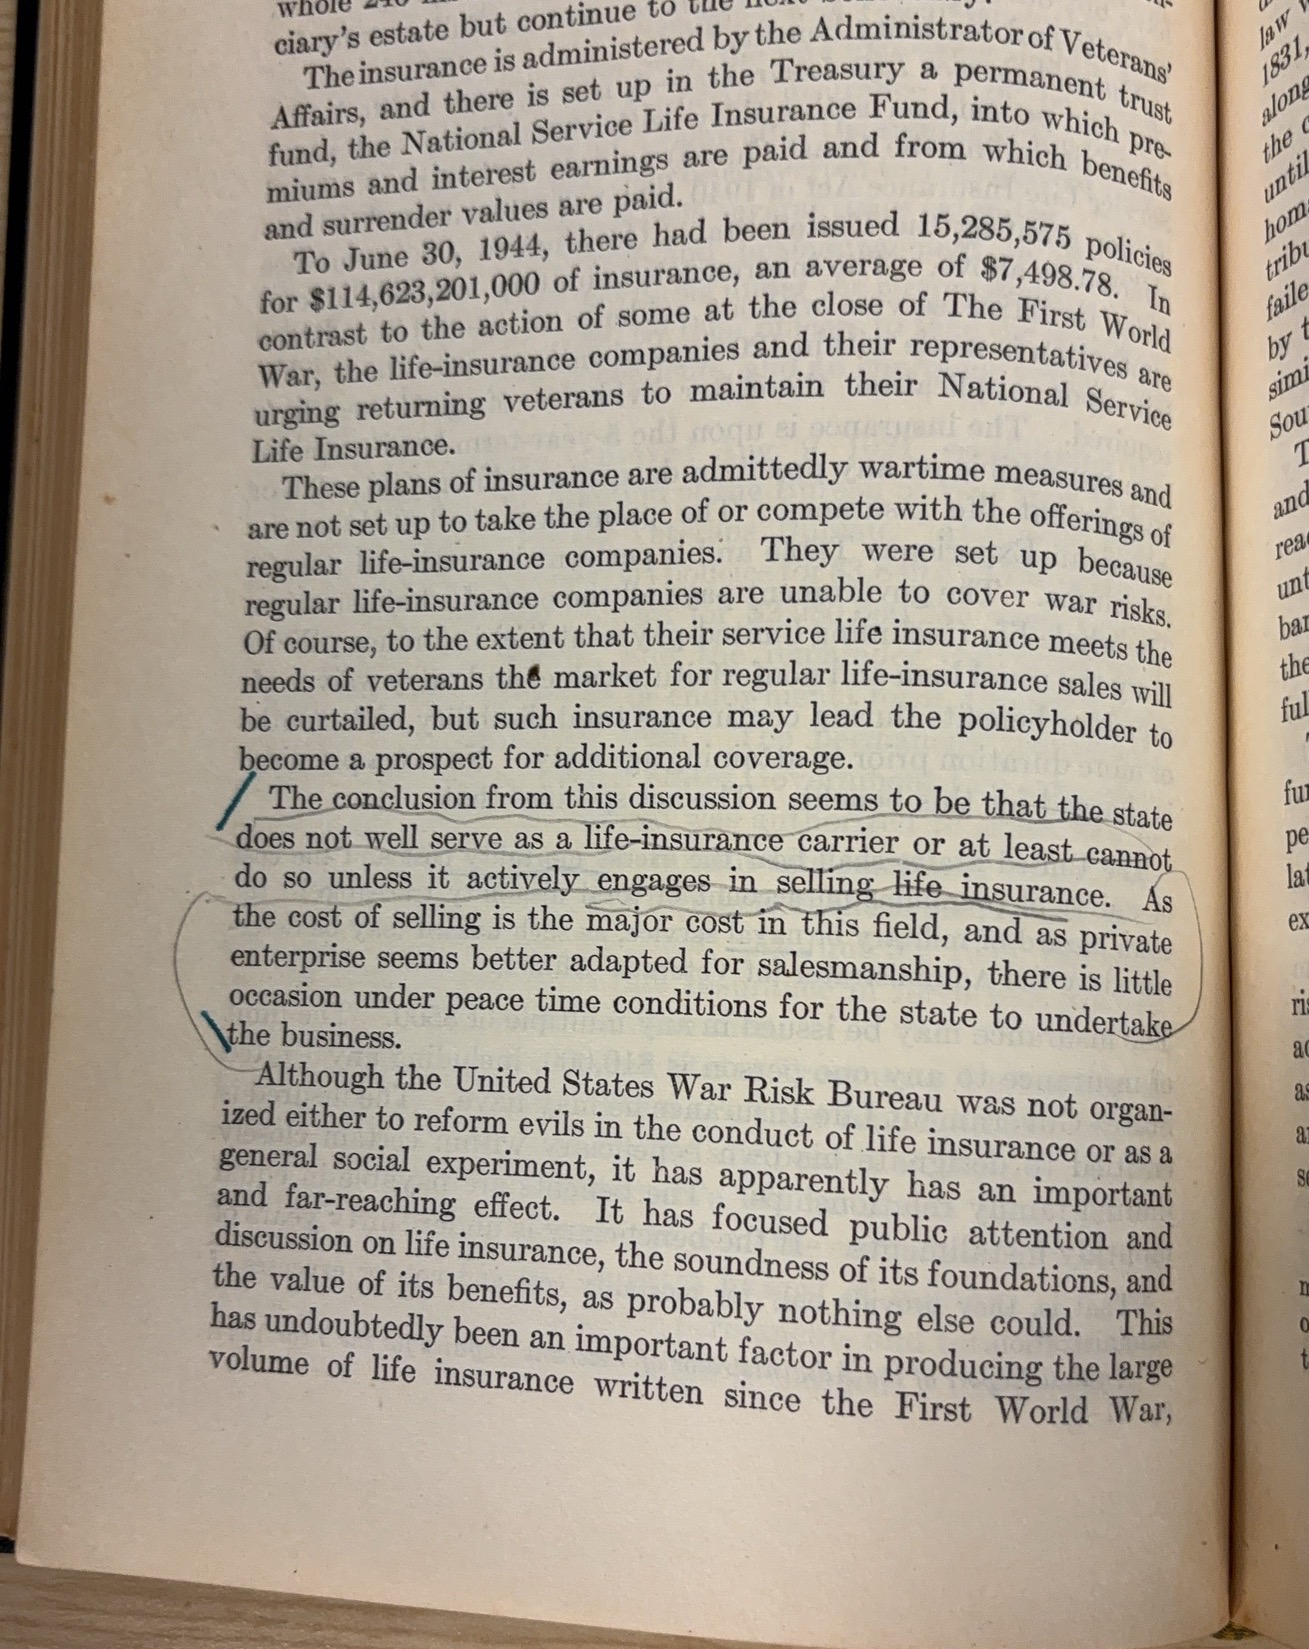 whole
ciary's estate but continue to the
The insurance is administered by the Administrator of Veterans'
Affairs, and there is set up in the Treasury a permanent trust
fund, the National Service Life Insurance Fund, into which pre-
miums and interest earnings are paid and from which benefits
and surrender values are paid.
To June 30, 1944, there had been issued 15,285,575 policies
for $114,623,201,000 of insurance, an average of $7,498.78. In
contrast to the action of some at the close of The First World
War, the life-insurance companies and their representatives are
urging returning veterans to maintain their National Service
Life Insurance.
These plans of insurance are admittedly wartime measures and
are not set up to take the place of or compete with the offerings of
regular life-insurance companies. They were set up because
regular life-insurance companies are unable to cover war risks.
Of course, to the extent that their service life insurance meets the
needs of veterans the market for regular life-insurance sales will
be curtailed, but such insurance may lead the policyholder to
become a prospect for additional coverage.
The conclusion from this discussion seems to be that the state
does not well serve as a life-insurance carrier or at least cannot
do so unless it actively engages in selling life insurance. As
the cost of selling is the major cost in this field, and as private
enterprise seems better adapted for salesmanship, there is little
occasion under peace time conditions for the state to undertake
the business.
Although the United States War Risk Bureau was not organ-
ized either to reform evils in the conduct of life insurance or as a
general social experiment, it has apparently has an important
and far-reaching effect. It has focused public attention and
discussion on life insurance, the soundness of its foundations, and
the value of its benefits, as probably nothing else could. This
has undoubtedly been an important factor in producing the large
volume of life insurance written since the First World War,
law
1831,
along
the
until
by
and
the